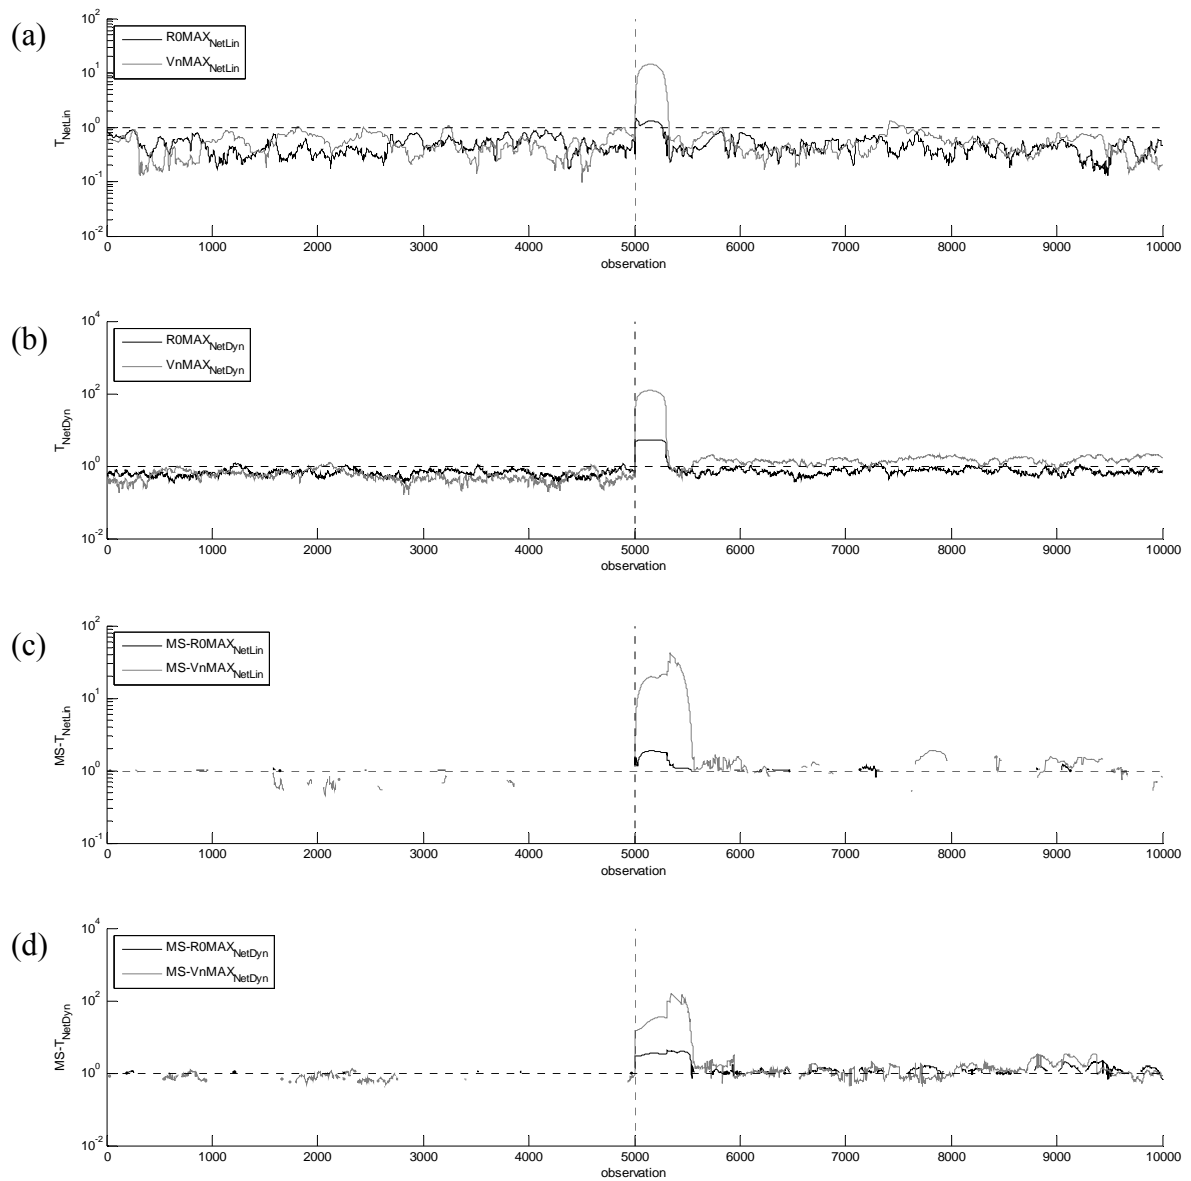 (a)
10^2
10^1
10^0
10^-1
10^-2
T_NetLin
R0MAX_NetLin
VnMAX_NetLin
0 1000 2000 3000 4000 5000 6000 7000 8000 9000 10000
observation
(b)
10^4
10^2
10^0
10^-2
T_NetDyn
R0MAX_NetDyn
VnMAX_NetDyn
0 1000 2000 3000 4000 5000 6000 7000 8000 9000 10000
observation
(c)
10^2
10^1
10^0
10^-1
MS-T_NetLin
MS-R0MAX_NetLin
MS-VnMAX_NetLin
0 1000 2000 3000 4000 5000 6000 7000 8000 9000 10000
observation
(d)
10^4
10^2
10^0
10^-2
MS-T_NetDyn
MS-R0MAX_NetDyn
MS-VnMAX_NetDyn
0 1000 2000 3000 4000 5000 6000 7000 8000 9000 10000
observation